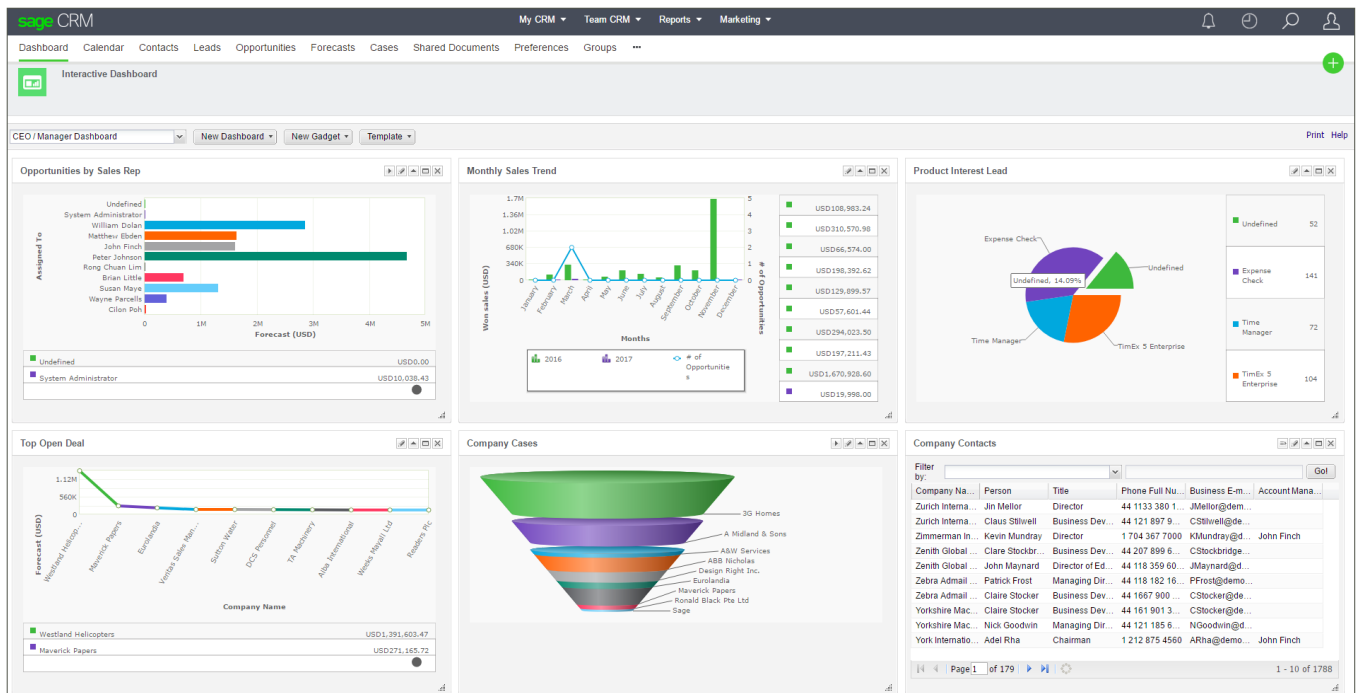 sage CRM
My CRM Team CRM Reports Marketing
Dashboard Calendar Contacts Leads Opportunities Forecasts Cases Shared Documents Preferences Groups ···
Interactive Dashboard
CEO / Manager Dashboard New Dashboard New Gadget Template Print Help
Opportunities by Sales Rep
Assigned To
Undefined
System Administrator
William Dolan
Matthew Ebden
John Finch
Peter Johnson
Rong Chuan Lim
Brian Little
Susan Maye
Wayne Parcells
Cilon Poh
0 1M 2M 3M 4M 5M
Forecast (USD)
Undefined USD0.00
System Administrator USD10,038.43
Monthly Sales Trend
Won sales (USD)
1.7M
1.36M
1.02M
680K
340K
0
5
4
3
2
1
0
# of Opportunities
January February March April May June July August September October November December
Months
2016 2017 # of
Opportunitie
s
USD108,983.24
USD310,570.98
USD66,574.00
USD198,392.62
USD129,899.57
USD57,601.44
USD294,023.50
USD197,211.43
USD1,670,928.60
USD19,998.00
Product Interest Lead
Expense Check
Undefined
Undefined, 14.09%
Time Manager
TimEx 5 Enterprise
Undefined 52
Expense
Check 141
Time
Manager 72
TimEx 5
Enterprise 104
Top Open Deal
Forecast (USD)
1.12M
560K
0
Westland Helicop... Maverick Papers Eurolandia Ventas Sales Man... Sutton Water DCS Personnel TA Machinery Alba International Weeks Mayall Ltd Readers Plc
Company Name
Westland Helicopters USD1,391,603.47
Maverick Papers USD271,165.72
Company Cases
3G Homes
A Midland & Sons
A&W Services
ABB Nicholas
Design Right Inc.
Eurolandia
Maverick Papers
Ronald Black Pte Ltd
Sage
Company Contacts
Filter
by: Go!
Company Na... Person Title Phone Full Nu... Business E-m... Account Mana...
Zurich Interna... Jin Mellor Director 44 1133 380 1... JMellor@dem...
Zurich Interna... Claus Stilwell Business Dev... 44 121 897 9... CStilwell@de...
Zimmerman In... Kevin Mundray Director 1 704 367 7000 KMundray@d... John Finch
Zenith Global ... Clare Stockbr... Business Dev... 44 207 899 6... CStockbridge...
Zenith Global ... John Maynard Director of Ed... 44 118 359 60... JMaynard@d...
Zebra Admail ... Patrick Frost Managing Dir... 44 118 182 16... PFrost@demo...
Zebra Admail ... Claire Stocker Business Dev... 44 1667 900 ... CStocker@de...
Yorkshire Mac... Claire Stocker Business Dev... 44 161 901 3... CStocker@de...
Yorkshire Mac... Nick Goodwin Managing Dir... 44 121 185 6... NGoodwin@d...
York Internatio... Adel Rha Chairman 1 212 875 4560 ARha@demo... John Finch
Page 1 of 179 1 - 10 of 1788